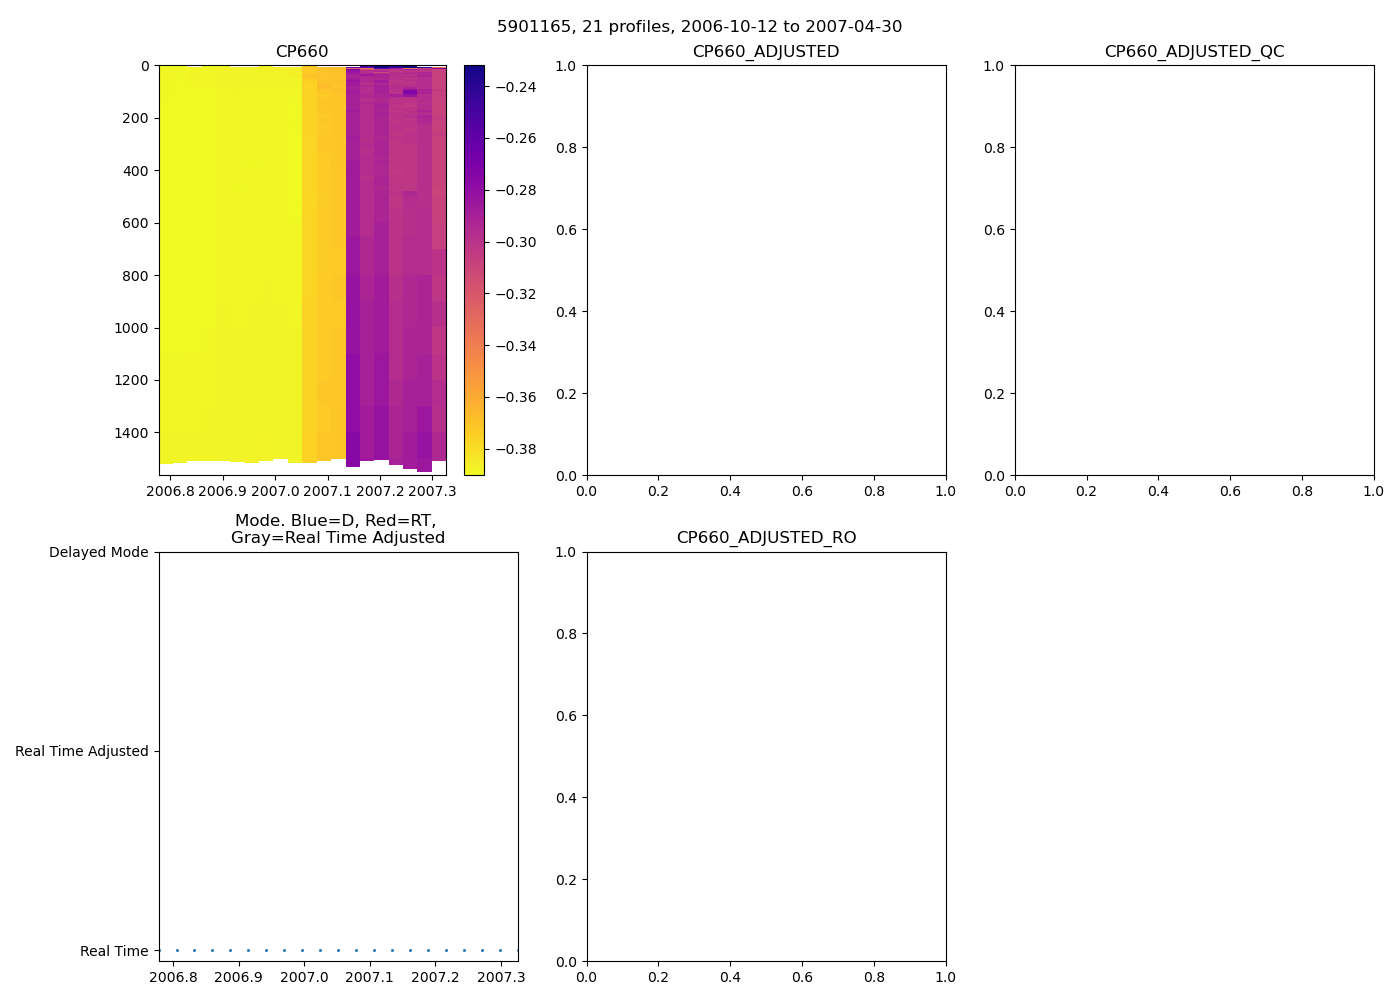 5901165, 21 profiles, 2006-10-12 to 2007-04-30
CP660
0
200
400
600
800
1000
1200
1400
2006.8 2006.9 2007.0 2007.1 2007.2 2007.3
−0.24
−0.26
−0.28
−0.30
−0.32
−0.34
−0.36
−0.38
CP660_ADJUSTED
1.0
0.8
0.6
0.4
0.2
0.0
0.0 0.2 0.4 0.6 0.8 1.0
CP660_ADJUSTED_QC
1.0
0.8
0.6
0.4
0.2
0.0
0.0 0.2 0.4 0.6 0.8 1.0
Mode. Blue=D, Red=RT,
Gray=Real Time Adjusted
Delayed Mode
Real Time Adjusted
Real Time
2006.8 2006.9 2007.0 2007.1 2007.2 2007.3
CP660_ADJUSTED_RO
1.0
0.8
0.6
0.4
0.2
0.0
0.0 0.2 0.4 0.6 0.8 1.0